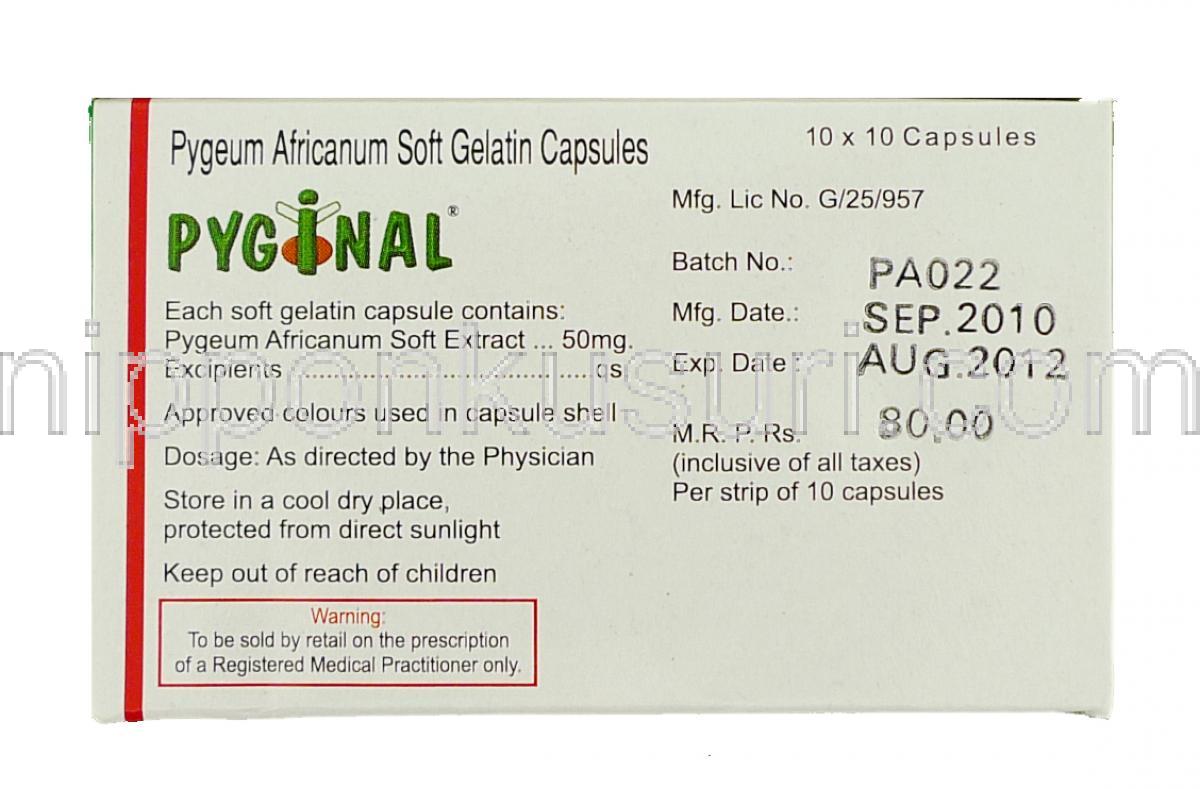 Pygeum Africanum Soft Gelatin Capsules
PYGINAL®
Each soft gelatin capsule contains:
Pygeum Africanum Soft Extract ... 50mg.
Excipients ........................................ qs
Approved colours used in capsule shell
Dosage: As directed by the Physician
Store in a cool dry place,
protected from direct sunlight
Keep out of reach of children
Warning:
To be sold by retail on the prescription
of a Registered Medical Practitioner only.
10 x 10 Capsules
Mfg. Lic No. G/25/957
Batch No.: PA022
Mfg. Date.: SEP.2010
Exp. Date : AUG.2012
M.R. P. Rs. 80.00
(inclusive of all taxes)
Per strip of 10 capsules
nipponkusuri.com